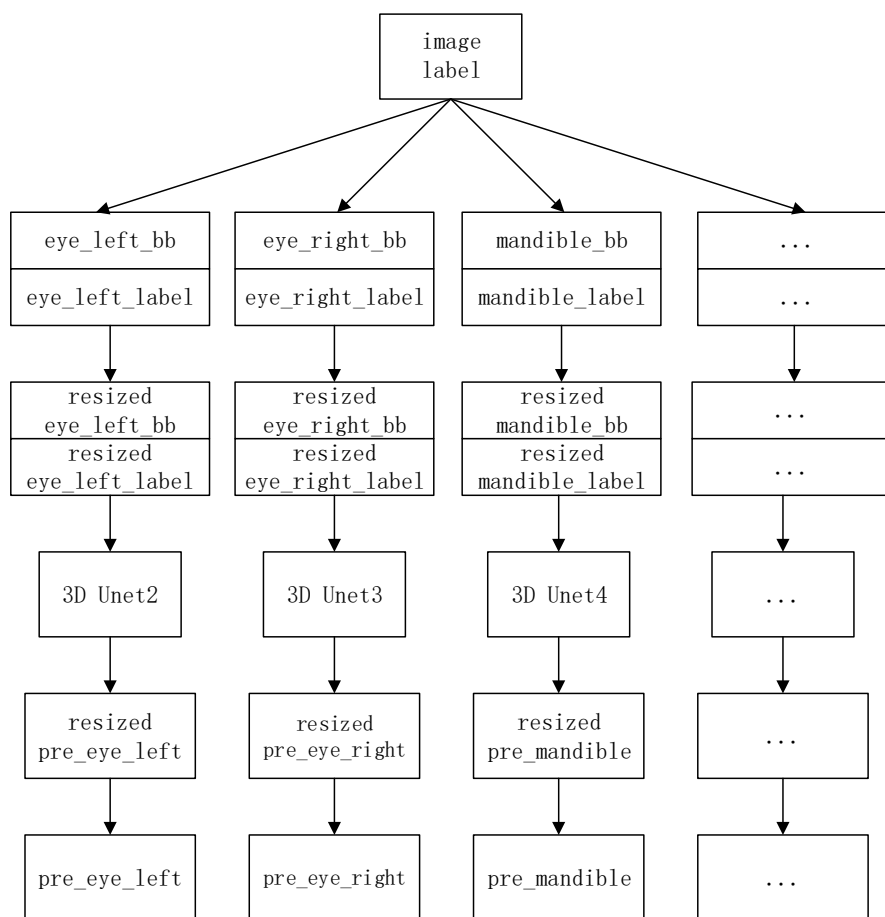 image
label
eye_left_bb
eye_right_bb
mandible_bb
...
eye_left_label
eye_right_label
mandible_label
...
resized
eye_left_bb
resized
eye_right_bb
resized
mandible_bb
...
resized
eye_left_label
resized
eye_right_label
resized
mandible_label
...
3D Unet2
3D Unet3
3D Unet4
...
resized
pre_eye_left
resized
pre_eye_right
resized
pre_mandible
...
pre_eye_left
pre_eye_right
pre_mandible
...